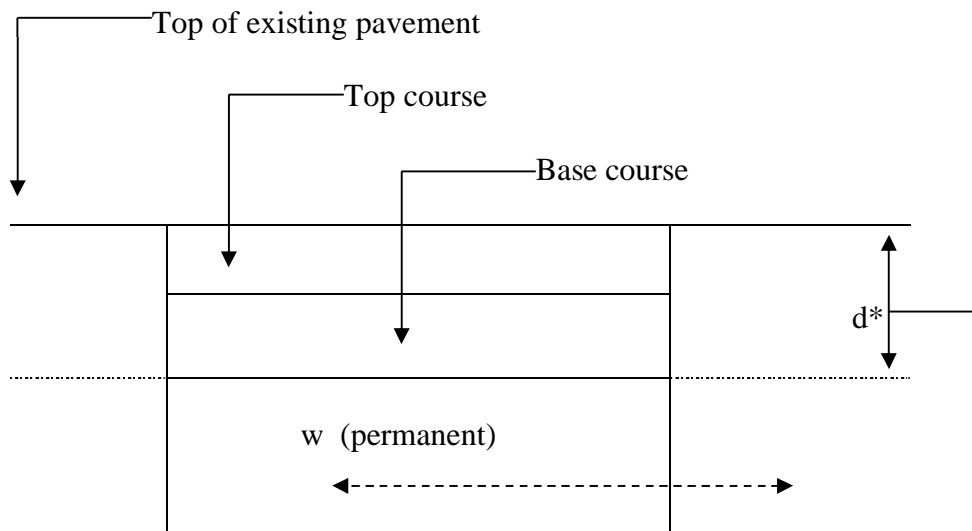 Top of existing pavement
Top course
Base course
d*
w (permanent)